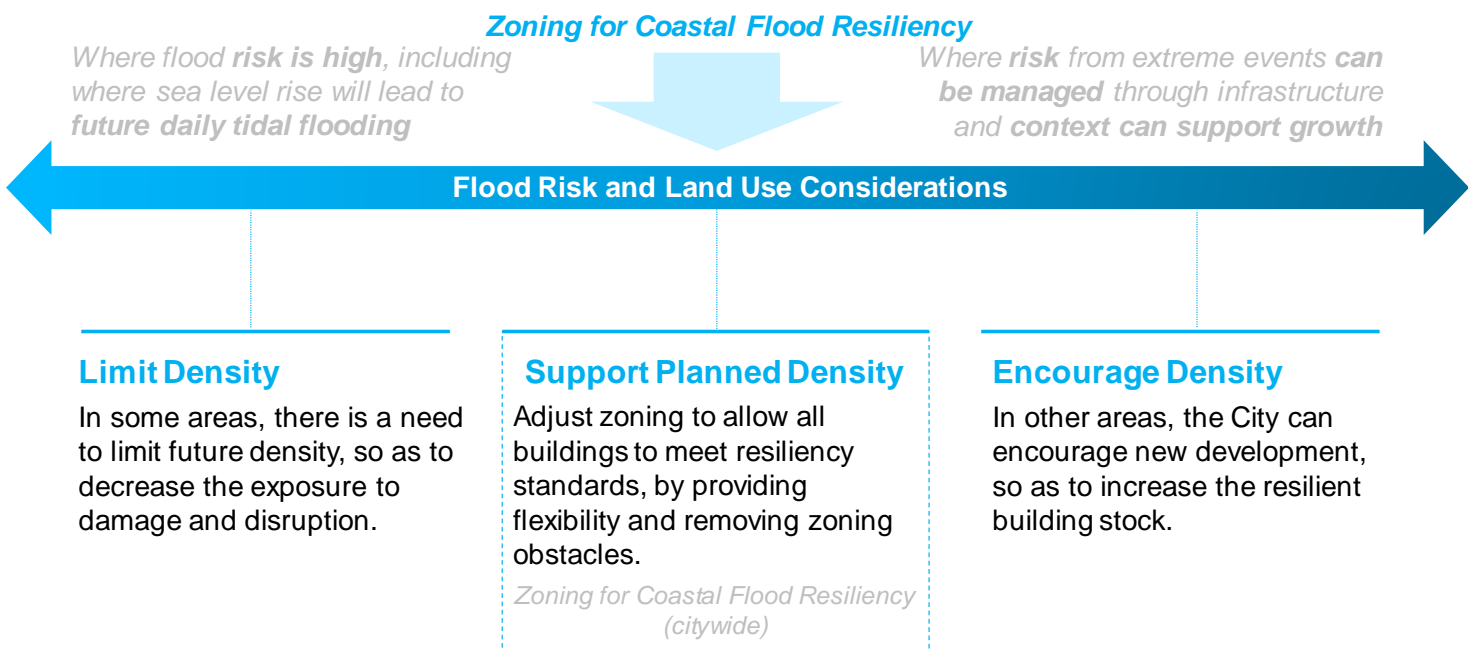 Zoning for Coastal Flood Resiliency
Where flood risk is high, including
where sea level rise will lead to
future daily tidal flooding
Where risk from extreme events can
be managed through infrastructure
and context can support growth
Flood Risk and Land Use Considerations
Limit Density
In some areas, there is a need
to limit future density, so as to
decrease the exposure to
damage and disruption.
Support Planned Density
Adjust zoning to allow all
buildings to meet resiliency
standards, by providing
flexibility and removing zoning
obstacles.
Zoning for Coastal Flood Resiliency
(citywide)
Encourage Density
In other areas, the City can
encourage new development,
so as to increase the resilient
building stock.